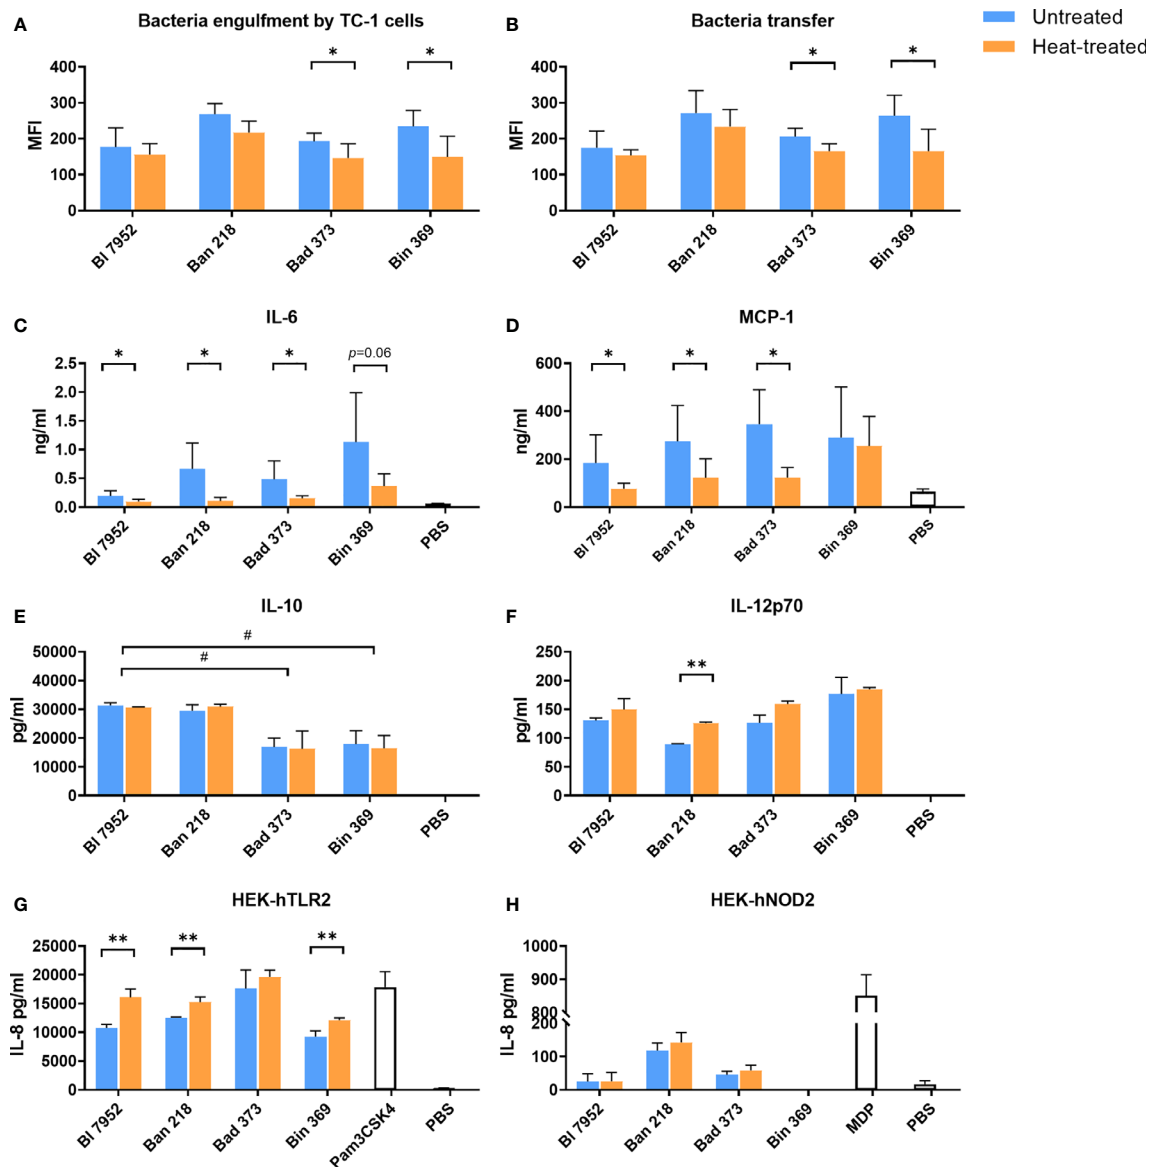 A Bacteria engulfment by TC-1 cells
* *
400
300
200
100
0
MFI
Bl 7952 Ban 218 Bad 373 Bin 369
B Bacteria transfer
* *
400
300
200
100
0
MFI
Bl 7952 Ban 218 Bad 373 Bin 369
Untreated
Heat-treated
C IL-6
* * * p=0.06
2.5
2.0
1.5
1.0
0.5
0.0
ng/ml
Bl 7952 Ban 218 Bad 373 Bin 369 PBS
D MCP-1
* * *
600
400
200
0
ng/ml
Bl 7952 Ban 218 Bad 373 Bin 369 PBS
E IL-10
#
#
50000
40000
30000
20000
10000
0
pg/ml
Bl 7952 Ban 218 Bad 373 Bin 369 PBS
F IL-12p70
**
250
200
150
100
50
0
pg/ml
Bl 7952 Ban 218 Bad 373 Bin 369 PBS
G HEK-hTLR2
** ** **
25000
20000
15000
10000
5000
0
IL-8 pg/ml
Bl 7952 Ban 218 Bad 373 Bin 369 Pam3CSK4 PBS
H HEK-hNOD2
1000
900
800
200
100
0
IL-8 pg/ml
Bl 7952 Ban 218 Bad 373 Bin 369 MDP PBS